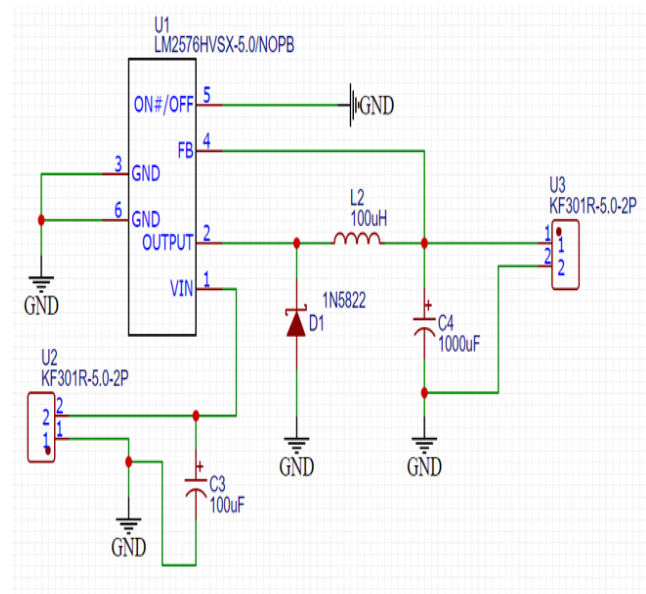 U1
LM2576HVSX-5.0/NOPB
ON#/OFF 5
GND
FB 4
3 GND
6 GND
OUTPUT 2
VIN 1
GND
L2
100uH
U3
KF301R-5.0-2P
1 1
2 2
1N5822
D1
+
C4
1000uF
GND
GND
U2
KF301R-5.0-2P
2 2
1 1
+
C3
100uF
GND